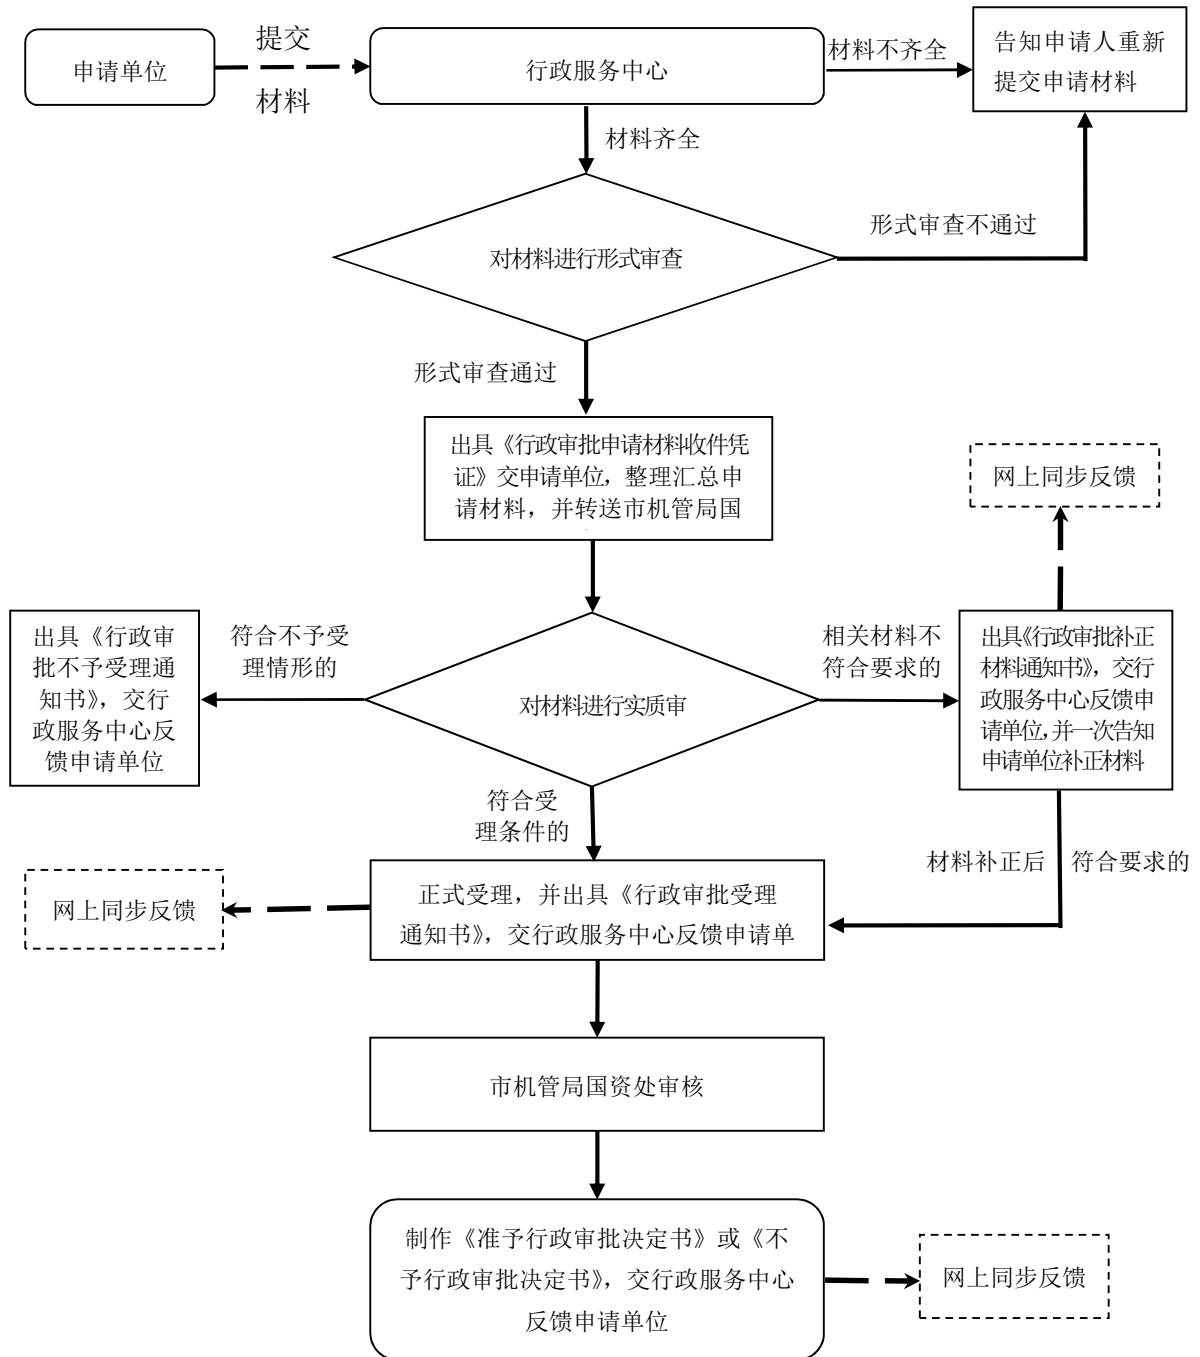 申请单位
提交
材料
行政服务中心
材料不齐全
告知申请人重新
提交申请材料
材料齐全
形式审查不通过
对材料进行形式审查
形式审查通过
出具《行政审批申请材料收件凭
证》交申请单位，整理汇总申
请材料，并转送市机管局国
网上同步反馈
出具《行政审
批不予受理通
知书》，交行
政服务中心反
馈申请单位
符合不予受
理情形的
对材料进行实质审
相关材料不
符合要求的
出具《行政审批补正
材料通知书》，交行
政服务中心反馈申
请单位，并一次告知
申请单位补正材料
符合受
理条件的
材料补正后
符合要求的
网上同步反馈
正式受理，并出具《行政审批受理
通知书》，交行政服务中心反馈申请单
市机管局国资处审核
制作《准予行政审批决定书》或《不
予行政审批决定书》，交行政服务中心
反馈申请单位
网上同步反馈